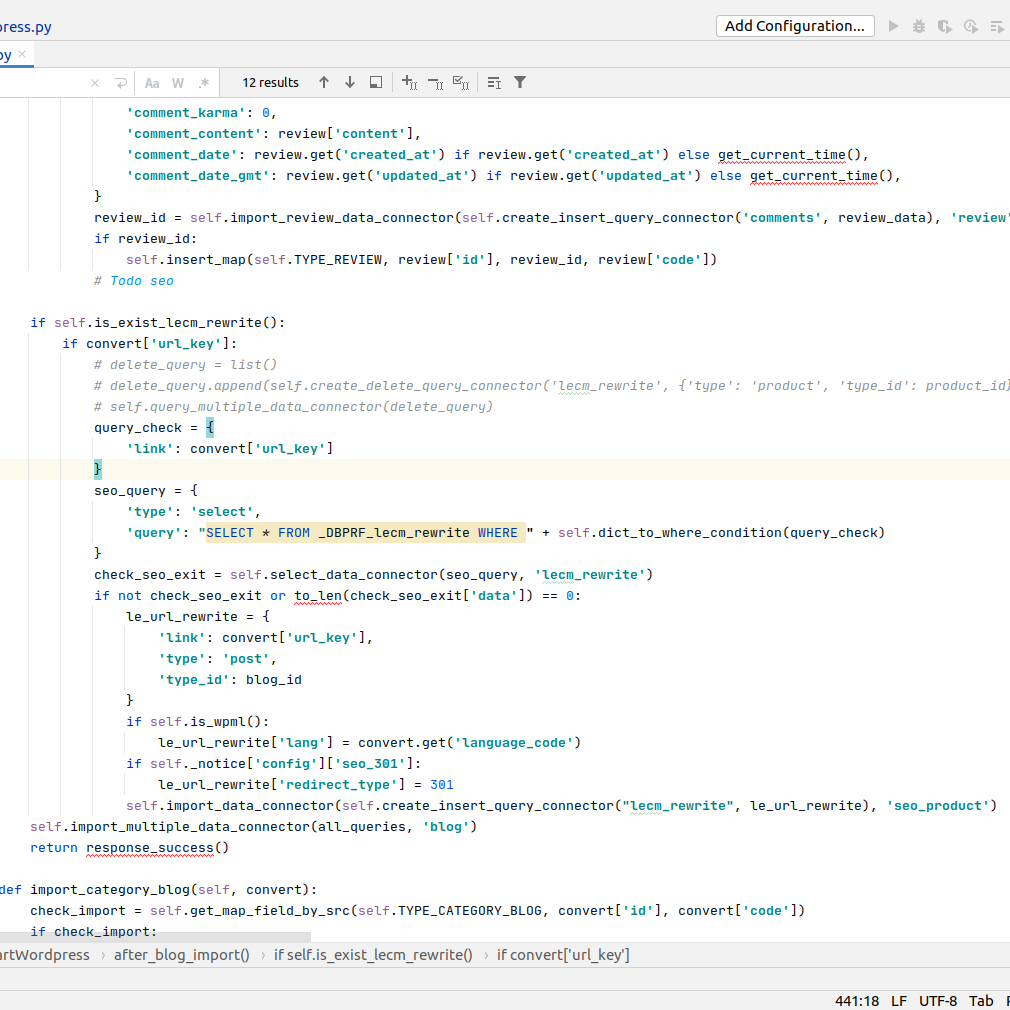 press.py
Add Configuration...
py
Aa W .* 12 results
'comment_karma': 0,
'comment_content': review['content'],
'comment_date': review.get('created_at') if review.get('created_at') else get_current_time(),
'comment_date_gmt': review.get('updated_at') if review.get('updated_at') else get_current_time(),
}
review_id = self.import_review_data_connector(self.create_insert_query_connector('comments', review_data), 'review'
if review_id:
self.insert_map(self.TYPE_REVIEW, review['id'], review_id, review['code'])
# Todo seo
if self.is_exist_lecm_rewrite():
if convert['url_key']:
# delete_query = list()
# delete_query.append(self.create_delete_query_connector('lecm_rewrite', {'type': 'product', 'type_id': product_id}
# self.query_multiple_data_connector(delete_query)
query_check = {
'link': convert['url_key']
}
seo_query = {
'type': 'select',
'query': "SELECT * FROM _DBPRF_lecm_rewrite WHERE " + self.dict_to_where_condition(query_check)
}
check_seo_exit = self.select_data_connector(seo_query, 'lecm_rewrite')
if not check_seo_exit or to_len(check_seo_exit['data']) == 0:
le_url_rewrite = {
'link': convert['url_key'],
'type': 'post',
'type_id': blog_id
}
if self.is_wpml():
le_url_rewrite['lang'] = convert.get('language_code')
if self._notice['config']['seo_301']:
le_url_rewrite['redirect_type'] = 301
self.import_data_connector(self.create_insert_query_connector("lecm_rewrite", le_url_rewrite), 'seo_product')
self.import_multiple_data_connector(all_queries, 'blog')
return response_success()
def import_category_blog(self, convert):
check_import = self.get_map_field_by_src(self.TYPE_CATEGORY_BLOG, convert['id'], convert['code'])
if check_import:
artWordpress › after_blog_import() › if self.is_exist_lecm_rewrite() › if convert['url_key']
441:18 LF UTF-8 Tab